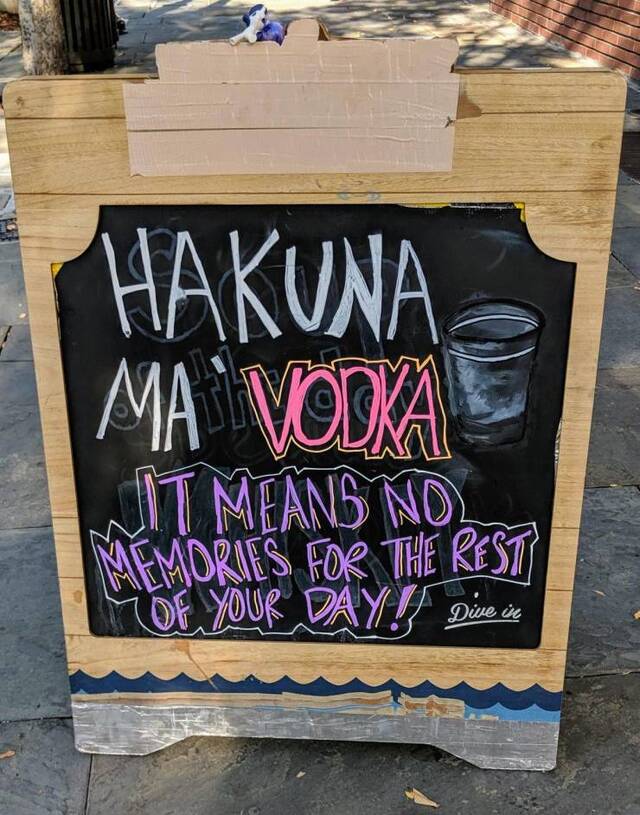 HAKUNA
MA' VODKA
IT MEANS NO
MEMORIES FOR THE REST
OF YOUR DAY!
Dive in